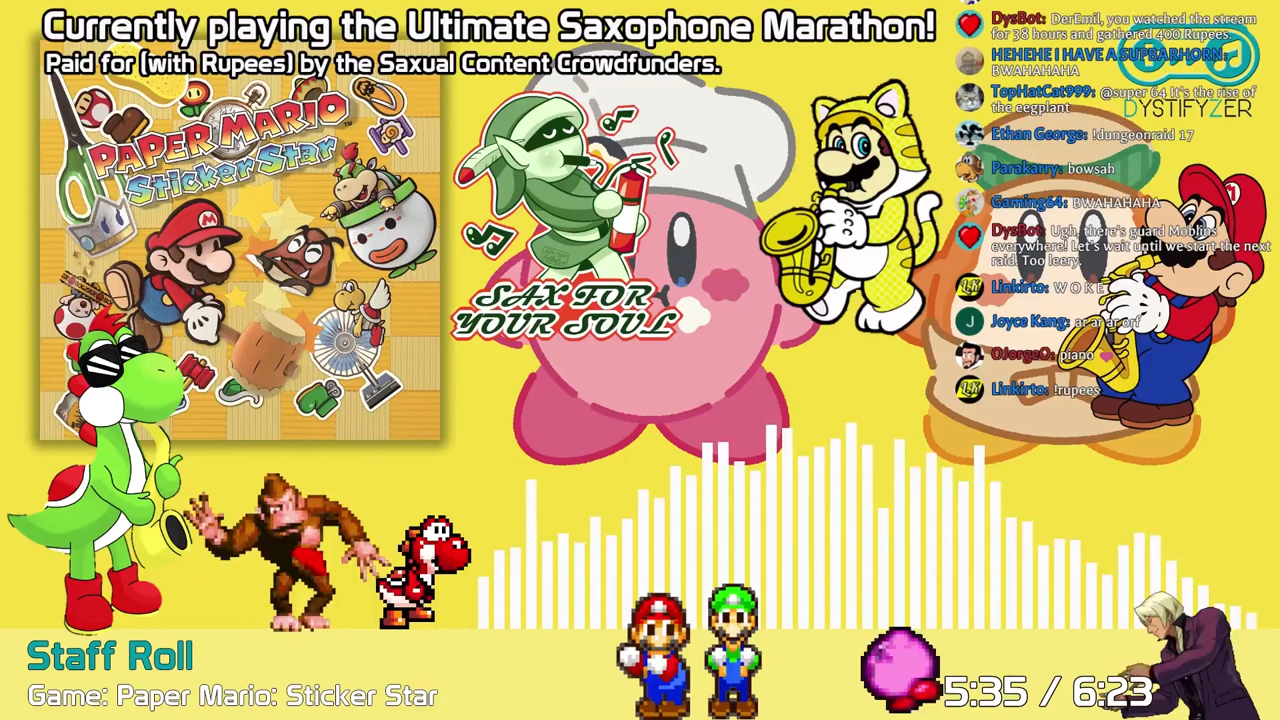 Currently playing the Ultimate Saxophone Marathon!
Paid for (with Rupees) by the Saxual Content Crowdfunders.
PAPER MARIO
Sticker Star
SAX FOR
YOUR SOUL
DYSTIFYZER
DysBot: DerEmil, you watched the stream
for 38 hours and gathered 400 Rupees.
HEHEHE I HAVE A SUPBARHORN:
BWAHAHAHA
TopHatCat999: @super 64 It's the rise of
the eegplant
Ethan George: !dungeonraid 17
Parakarry: bowsah
Gaming64: BWAHAHAHA
DysBot: Ugh, there's guard Moblins
everywhere! Let's wait until we start the next
raid. Too leery.
Linkirto: W O K E
Joyce Kang: ar ar ar orf
OJorgeO: piano
Linkirto: !rupees
Staff Roll
Game: Paper Mario: Sticker Star
5:35 / 6:23